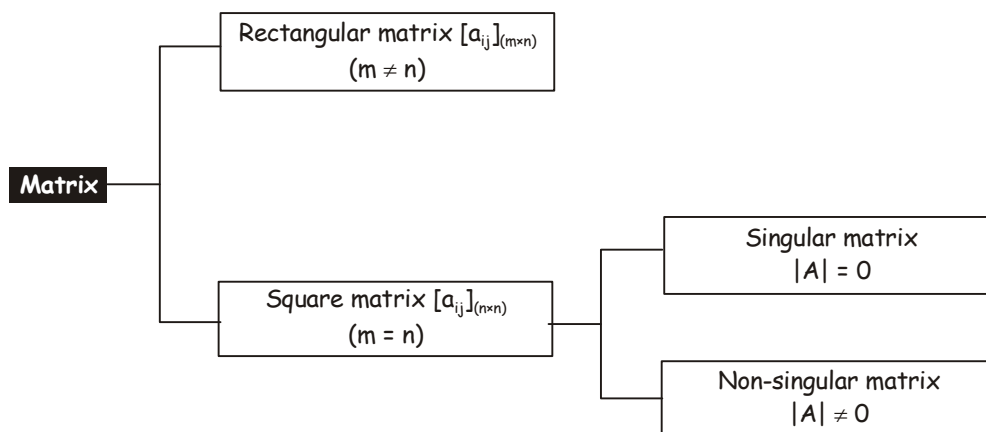 Rectangular matrix [aij](m×n)
(m ≠ n)
Matrix
Singular matrix
|A| = 0
Square matrix [aij](n×n)
(m = n)
Non-singular matrix
|A| ≠ 0